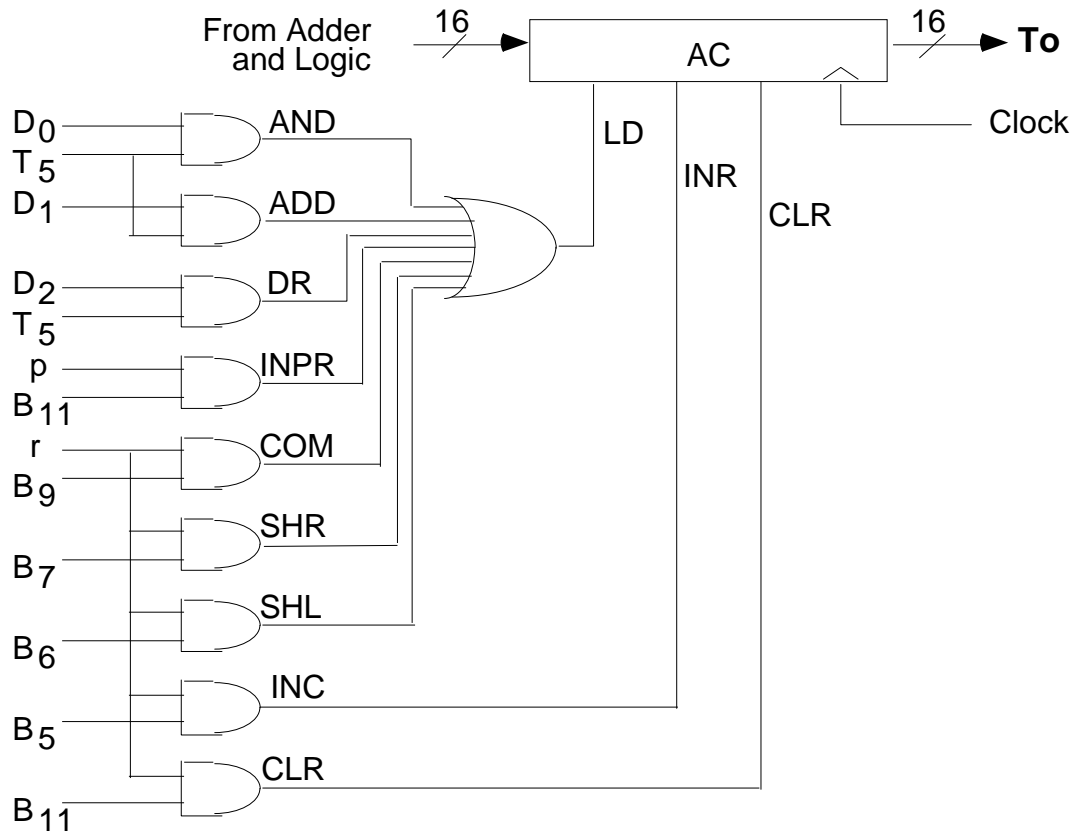 From Adder
and Logic
16
AC
16
To
Clock
LD
INR
CLR
D0
AND
T5
D1
ADD
D2
DR
T5
p
INPR
B11
r
COM
B9
SHR
B7
SHL
B6
INC
B5
CLR
B11